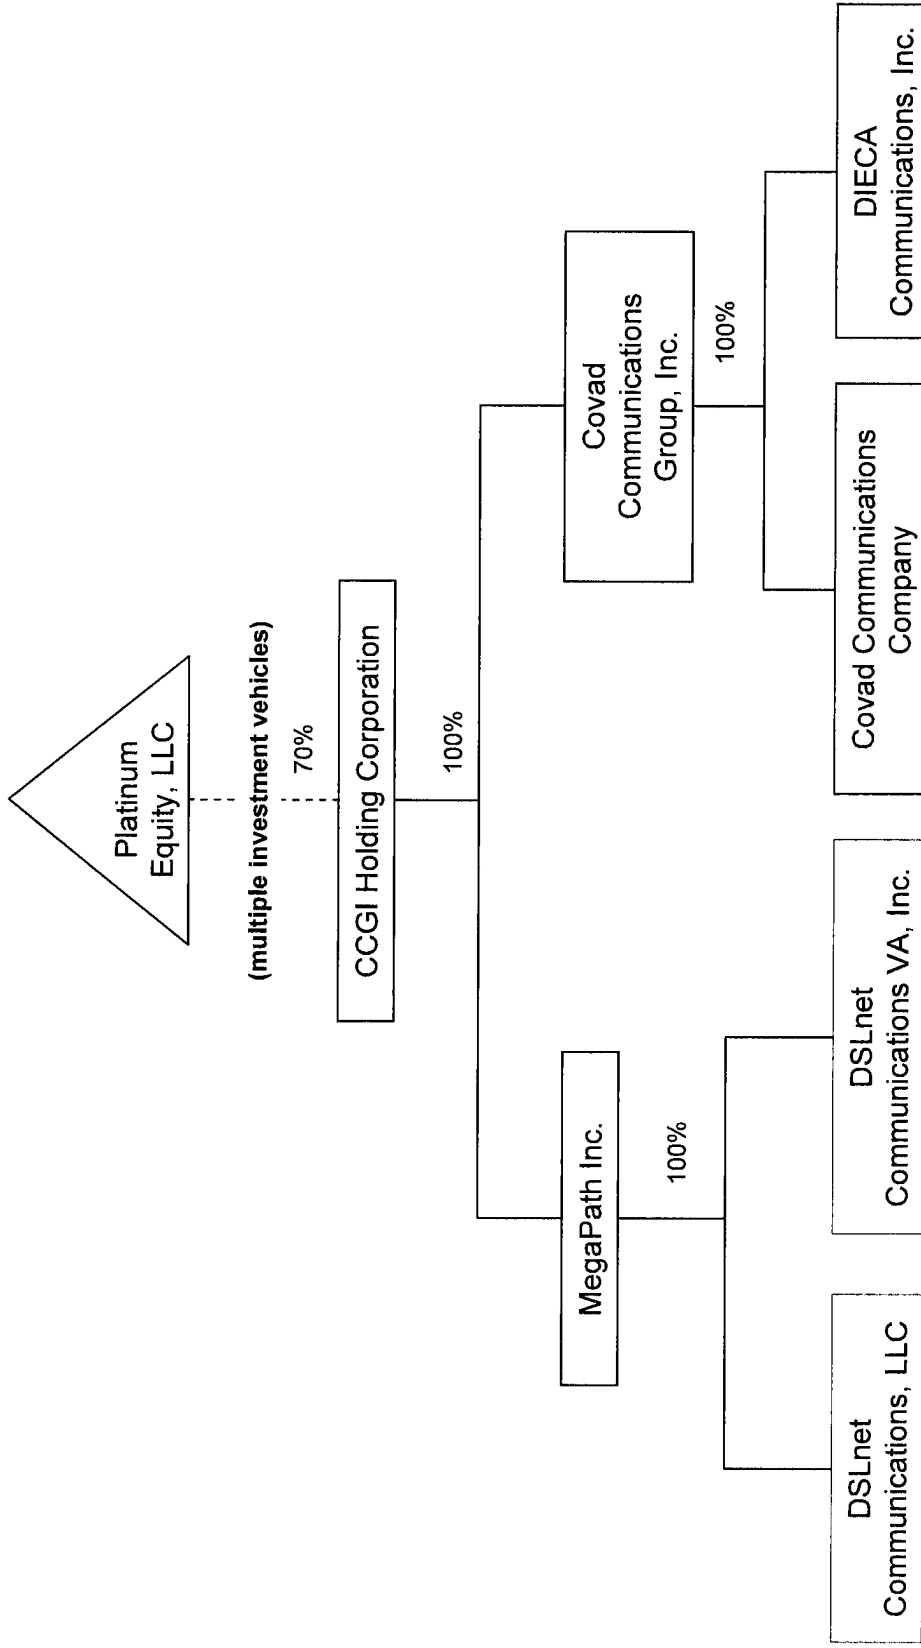 Platinum
Equity, LLC
(multiple investment vehicles)
70%
CCGI Holding Corporation
100%
MegaPath Inc.
100%
Covad
Communications
Group, Inc.
100%
DSLnet
Communications, LLC
DSLnet
Communications VA, Inc.
Covad Communications
Company
DIECA
Communications, Inc.